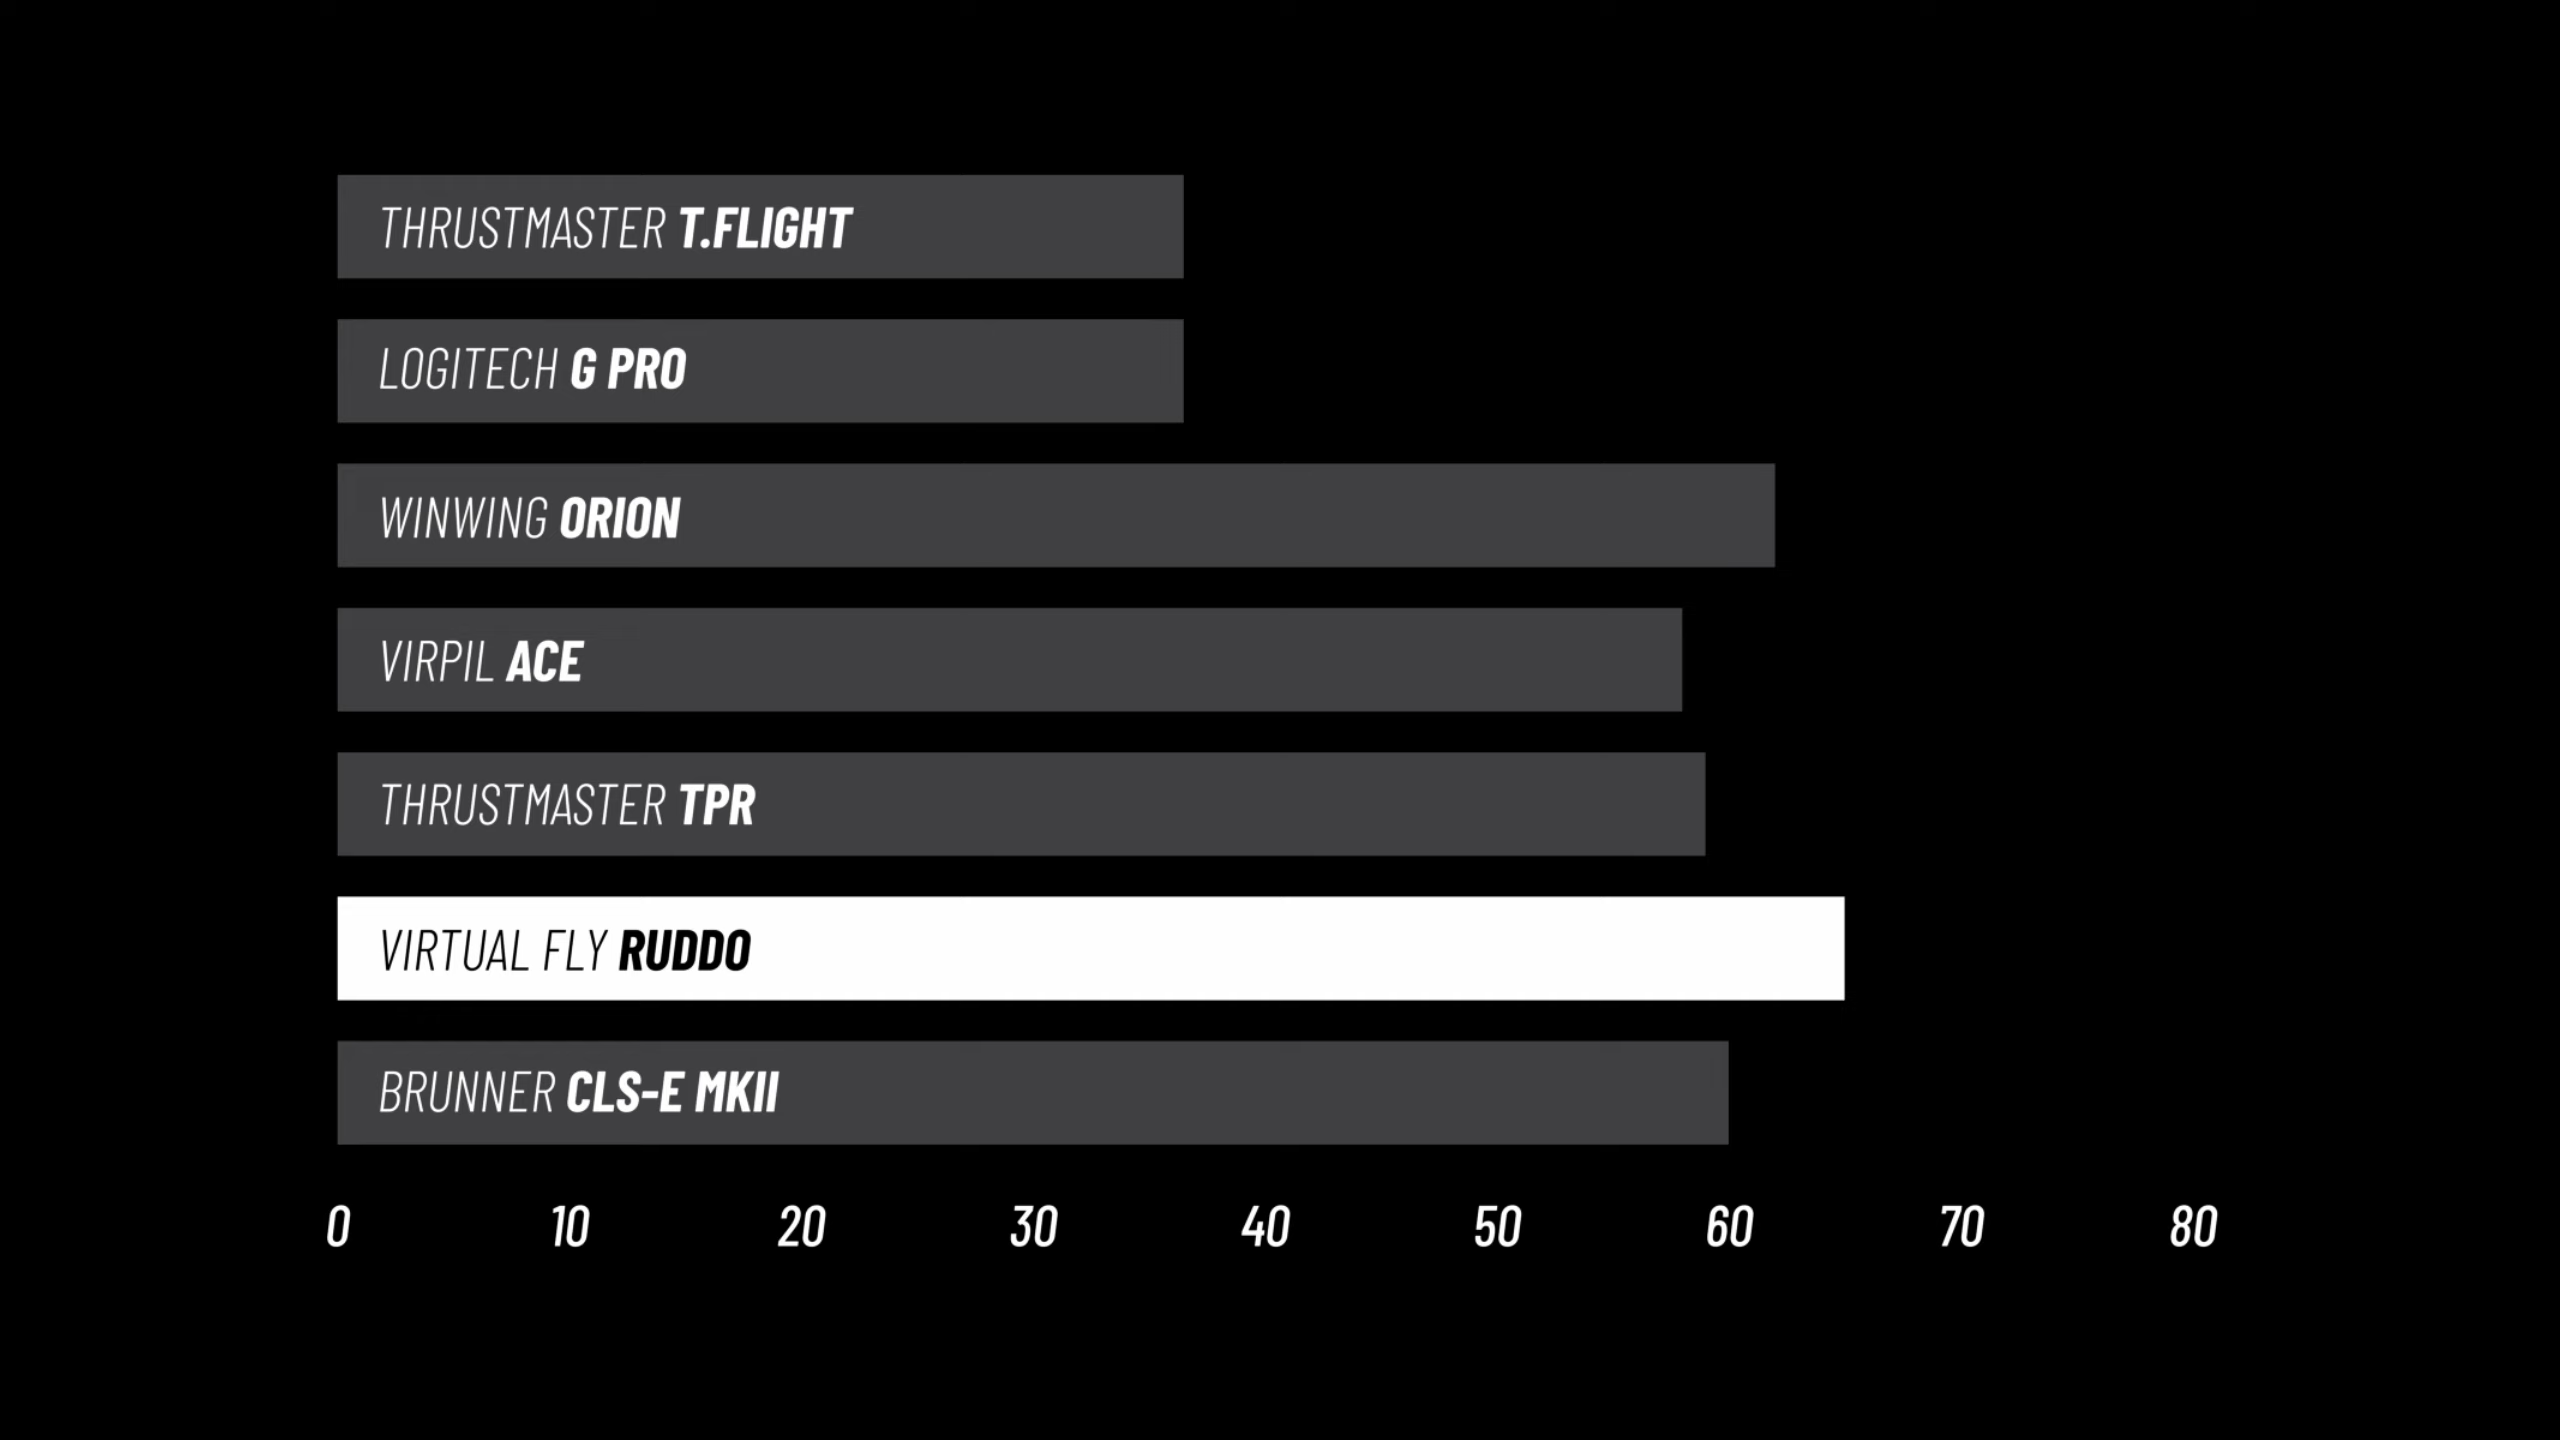 THRUSTMASTER T.FLIGHT
LOGITECH G PRO
WINWING ORION
VIRPIL ACE
THRUSTMASTER TPR
VIRTUAL FLY RUDDO
BRUNNER CLS-E MKII
0 10 20 30 40 50 60 70 80